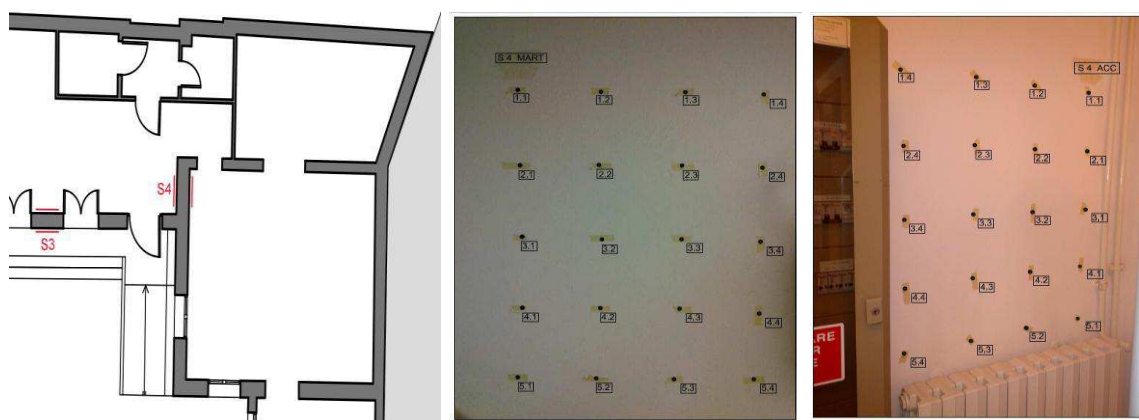 S4
S3
S 4 MART
1.1 1.2 1.3 1.4
2.1 2.2 2.3 2.4
3.1 3.2 3.3 3.4
4.1 4.2 4.3 4.4
5.1 5.2 5.3 5.4
S 4 ACC
1.4 1.3 1.2 1.1
2.4 2.3 2.2 2.1
3.4 3.3 3.2 3.1
4.4 4.3 4.2 4.1
5.4 5.3 5.2 5.1